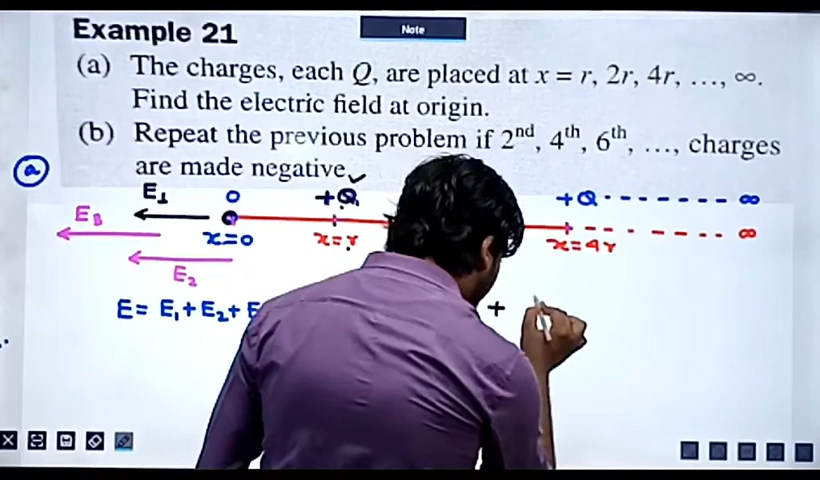 Example 21
Note
(a) The charges, each Q, are placed at x = r, 2r, 4r, ..., ∞.
Find the electric field at origin.
(b) Repeat the previous problem if 2nd, 4th, 6th, ..., charges
are made negative
a
E1 0 +Q +Q ∞
E3
x=0 x=r x=4r ∞
E2
E= E1+E2+ E +